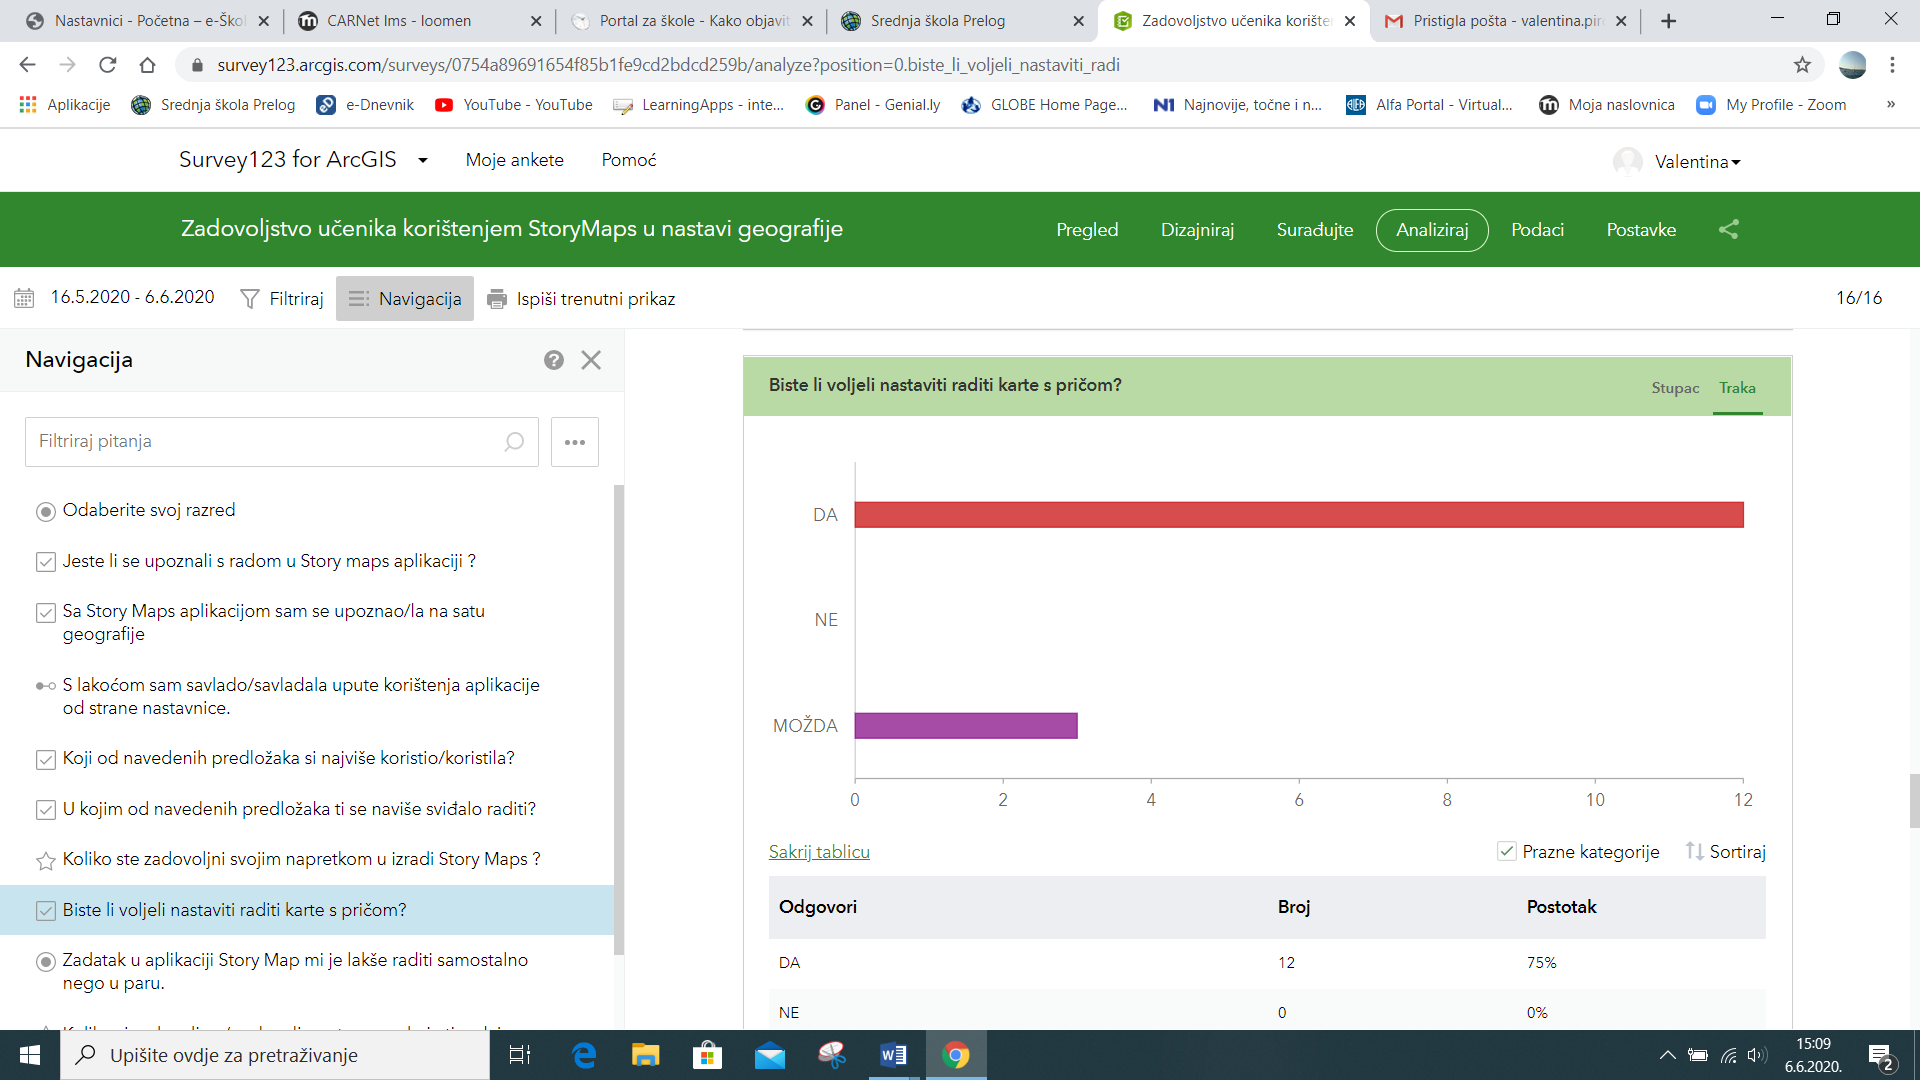 Nastavnici - Početna – e-Škol
CARNet lms - loomen
Portal za škole - Kako objavit
Srednja škola Prelog
Zadovoljstvo učenika korišten
Pristigla pošta - valentina.pir
survey123.arcgis.com/surveys/0754a89691654f85b1fe9cd2bdcd259b/analyze?position=0.biste_li_voljeli_nastaviti_radi
Aplikacije
Srednja škola Prelog
e-Dnevnik
YouTube - YouTube
LearningApps - inte...
Panel - Genial.ly
GLOBE Home Page...
N1 Najnovije, točne i n...
Alfa Portal - Virtual...
Moja naslovnica
My Profile - Zoom
»
Survey123 for ArcGIS
Moje ankete
Pomoć
Valentina
Zadovoljstvo učenika korištenjem StoryMaps u nastavi geografije
Pregled
Dizajniraj
Surađujte
Analiziraj
Podaci
Postavke
16.5.2020 - 6.6.2020
Filtriraj
Navigacija
Ispiši trenutni prikaz
16/16
Navigacija
Filtriraj pitanja
Odaberite svoj razred
Jeste li se upoznali s radom u Story maps aplikaciji ?
Sa Story Maps aplikacijom sam se upoznao/la na satu
geografije
S lakoćom sam savlado/savladala upute korištenja aplikacije
od strane nastavnice.
Koji od navedenih predložaka si najviše koristio/koristila?
U kojim od navedenih predložaka ti se naviše sviđalo raditi?
Koliko ste zadovoljni svojim napretkom u izradi Story Maps ?
Biste li voljeli nastaviti raditi karte s pričom?
Zadatak u aplikaciji Story Map mi je lakše raditi samostalno
nego u paru.
Biste li voljeli nastaviti raditi karte s pričom?
Stupac
Traka
DA
NE
MOŽDA
0 2 4 6 8 10 12
Sakrij tablicu
Prazne kategorije
Sortiraj
Odgovori Broj Postotak
DA 12 75%
NE 0 0%
Upišite ovdje za pretraživanje
15:09
6.6.2020.
2